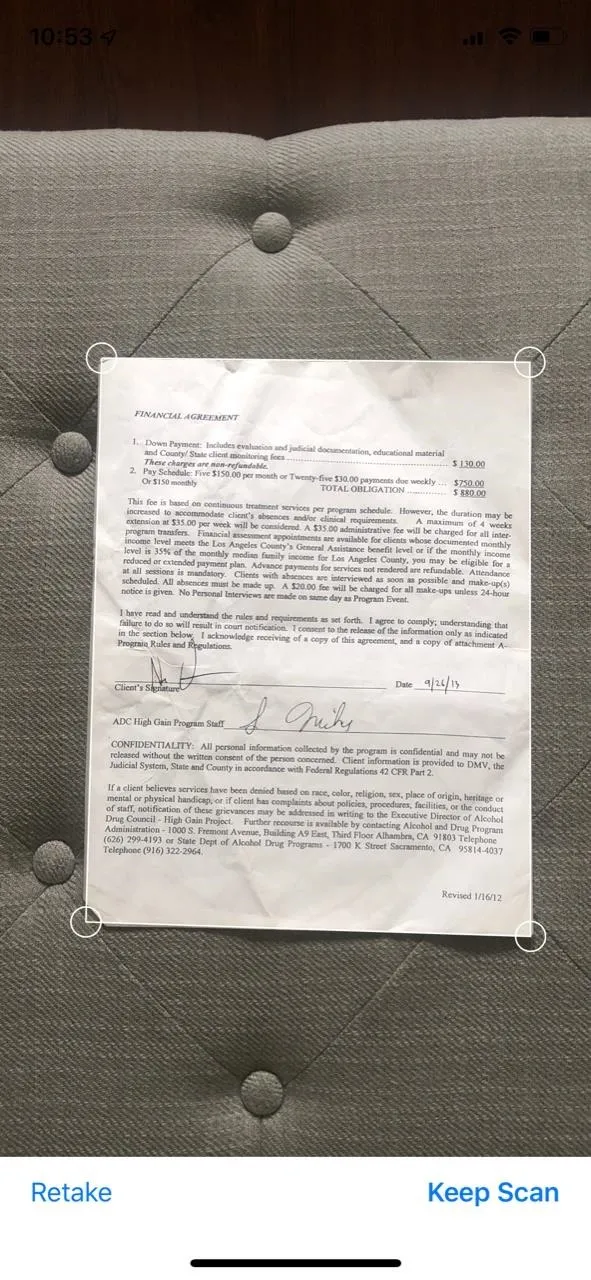 10:53
FINANCIAL AGREEMENT
1. Down Payment: Includes evaluation and judicial documentation, educational material
and County/ State client monitoring fees ........................................................ $ 130.00
These charges are non-refundable.
2. Pay Schedule: Five $150.00 per month or Twenty-five $30.00 payments due weekly ... $750.00
Or $150 monthly TOTAL OBLIGATION .............. $ 880.00
This fee is based on continuous treatment services per program schedule. However, the duration may be
increased to accommodate client's absences and/or clinical requirements. A maximum of 4 weeks
extension at $35.00 per week will be considered. A $35.00 administrative fee will be charged for all inter-
program transfers. Financial assessment appointments are available for clients whose documented monthly
income level meets the Los Angeles County's General Assistance benefit level or if the monthly income
level is 35% of the monthly median family income for Los Angeles County, you may be eligible for a
reduced or extended payment plan. Advance payments for services not rendered are refundable. Attendance
at all sessions is mandatory. Clients with absences are interviewed as soon as possible and make-up(s)
scheduled. All absences must be made up. A $20.00 fee will be charged for all make-ups unless 24-hour
notice is given. No Personal Interviews are made on same day as Program Event.
I have read and understand the rules and requirements as set forth. I agree to comply; understanding that
failure to do so will result in court notification. I consent to the release of the information only as indicated
in the section below. I acknowledge receiving of a copy of this agreement, and a copy of attachment A-
Program Rules and Regulations.
Client's Signature Date 9/26/13
ADC High Gain Program Staff
CONFIDENTIALITY: All personal information collected by the program is confidential and may not be
released without the written consent of the person concerned. Client information is provided to DMV, the
Judicial System, State and County in accordance with Federal Regulations 42 CFR Part 2.
If a client believes services have been denied based on race, color, religion, sex, place of origin, heritage or
mental or physical handicap, or if client has complaints about policies, procedures, facilities, or the conduct
of staff, notification of these grievances may be addressed in writing to the Executive Director of Alcohol
Drug Council - High Gain Project. Further recourse is available by contacting Alcohol and Drug Program
Administration - 1000 S. Fremont Avenue, Building A9 East, Third Floor Alhambra, CA 91803 Telephone
(626) 299-4193 or State Dept of Alcohol Drug Programs - 1700 K Street Sacramento, CA 95814-4037
Telephone (916) 322-2964.
Revised 1/16/12
Retake Keep Scan